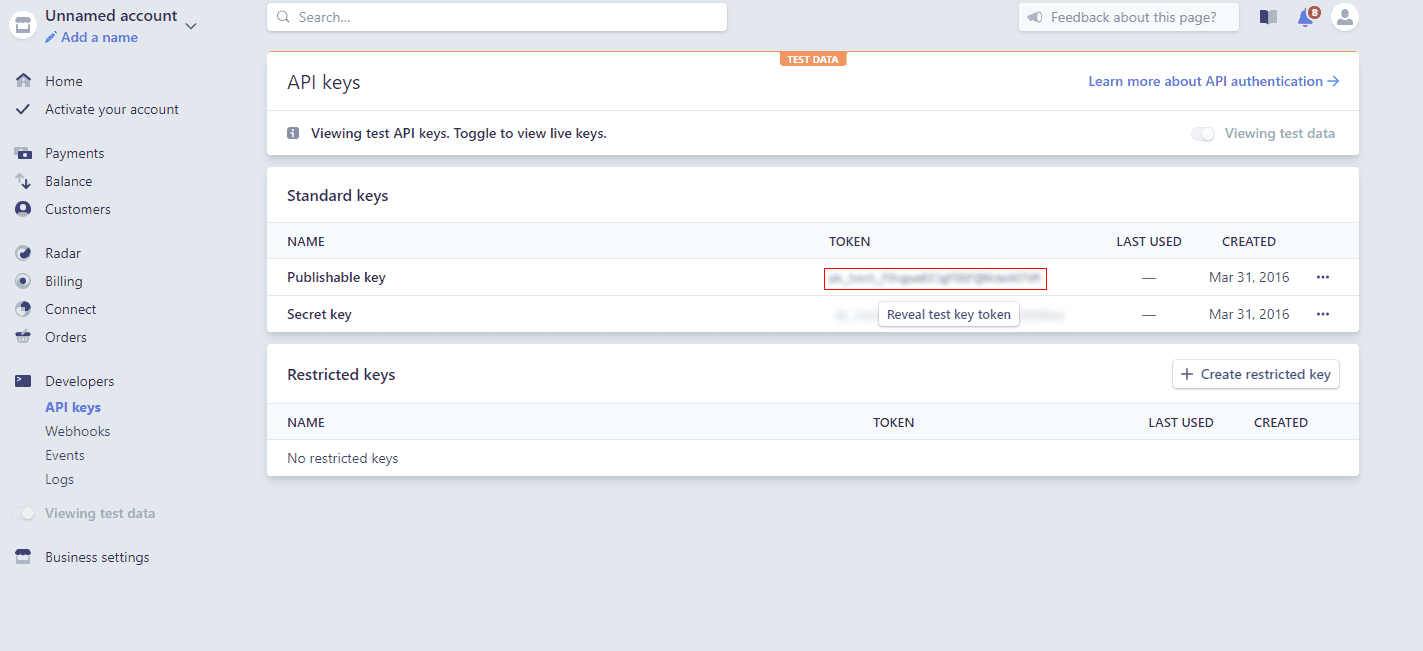 Unnamed account
Add a name
Search...
Feedback about this page?
8
Home
Activate your account
Payments
Balance
Customers
Radar
Billing
Connect
Orders
Developers
API keys
Webhooks
Events
Logs
Viewing test data
Business settings
TEST DATA
API keys
Learn more about API authentication
Viewing test API keys. Toggle to view live keys.
Viewing test data
Standard keys
NAME TOKEN LAST USED CREATED
Publishable key — Mar 31, 2016
Secret key Reveal test key token — Mar 31, 2016
Restricted keys
+ Create restricted key
NAME TOKEN LAST USED CREATED
No restricted keys